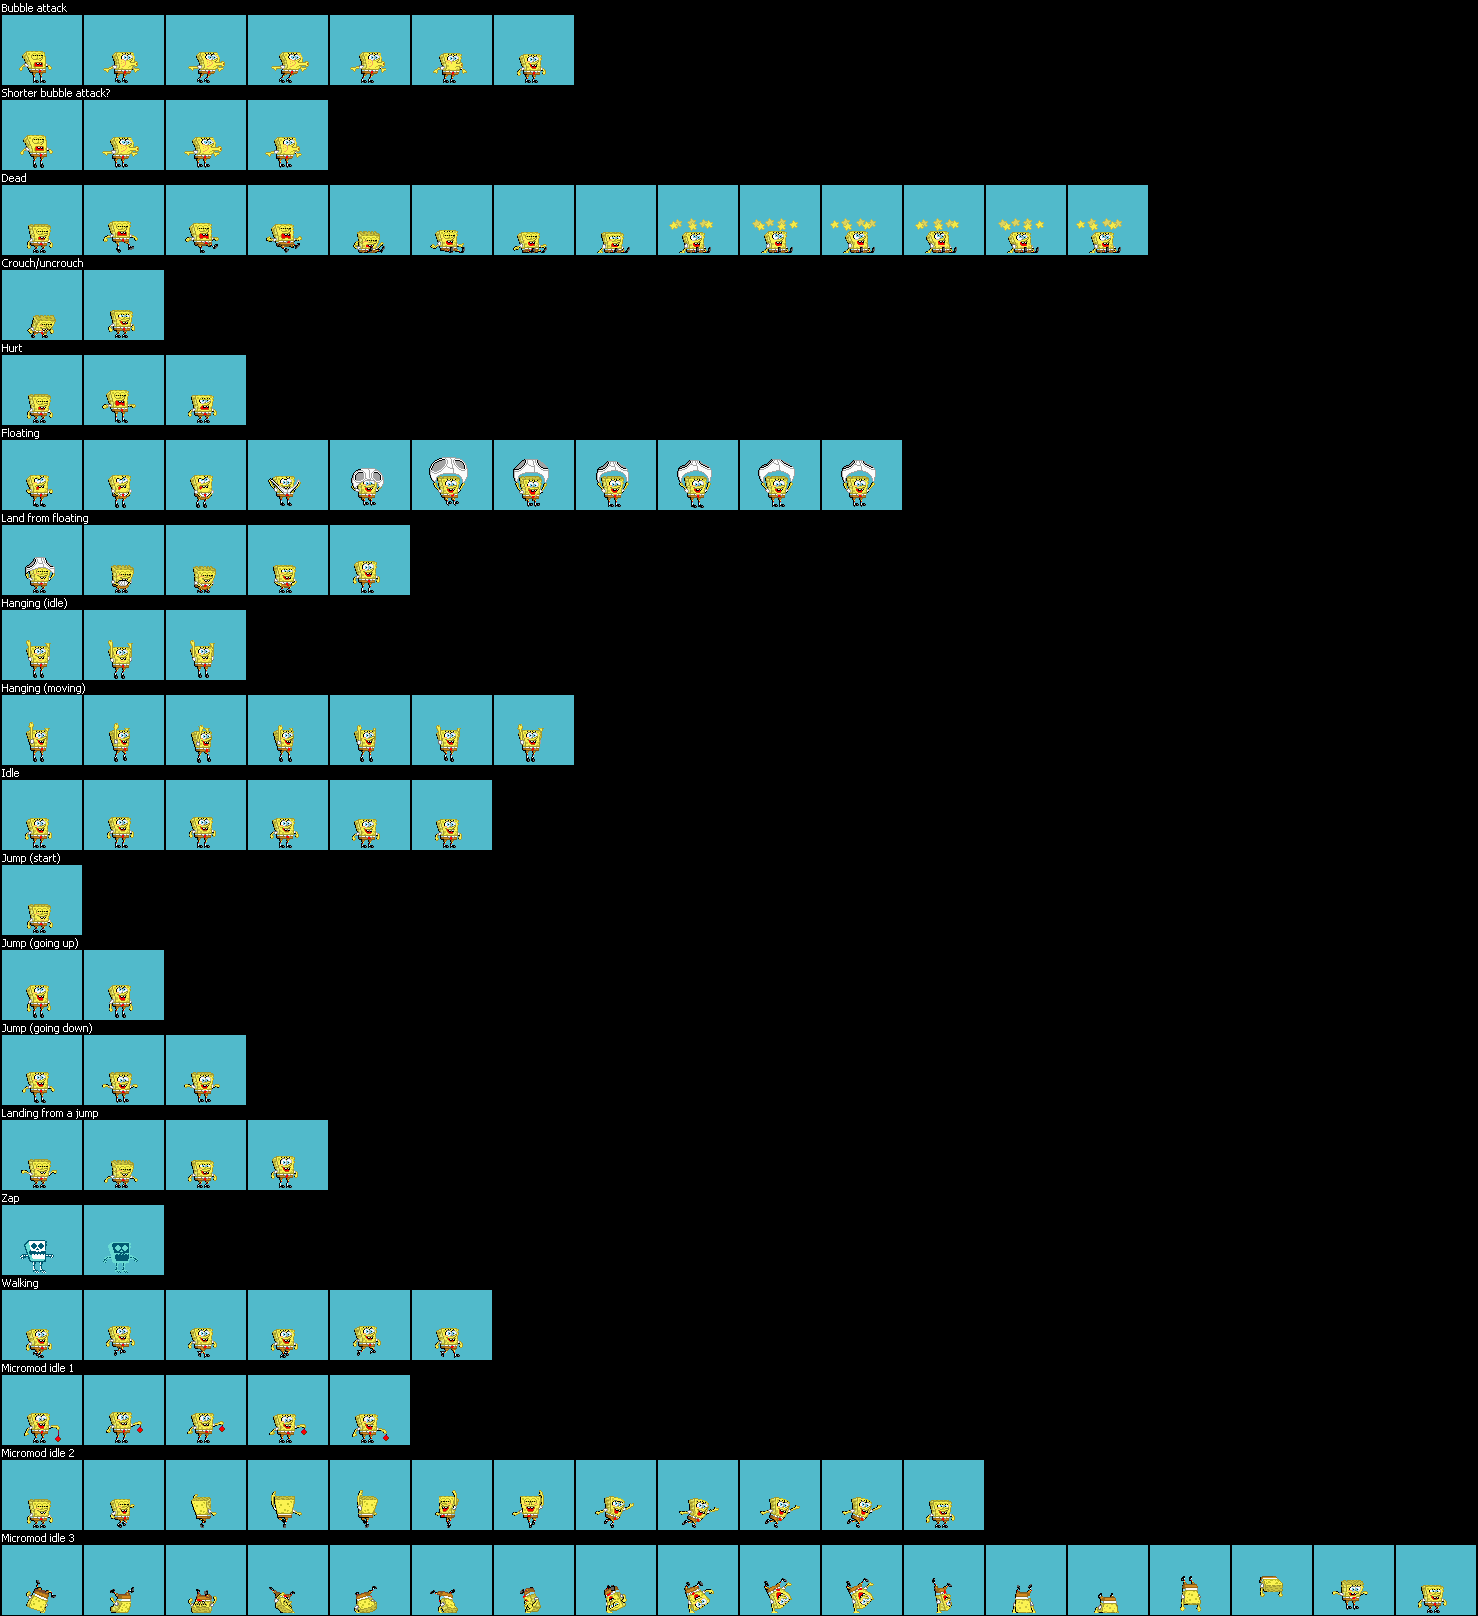 Bubble attack
Shorter bubble attack?
Dead
Crouch/uncrouch
Hurt
Floating
Land from floating
Hanging (idle)
Hanging (moving)
Idle
Jump (start)
Jump (going up)
Jump (going down)
Landing from a jump
Zap
Walking
Micromod idle 1
Micromod idle 2
Micromod idle 3